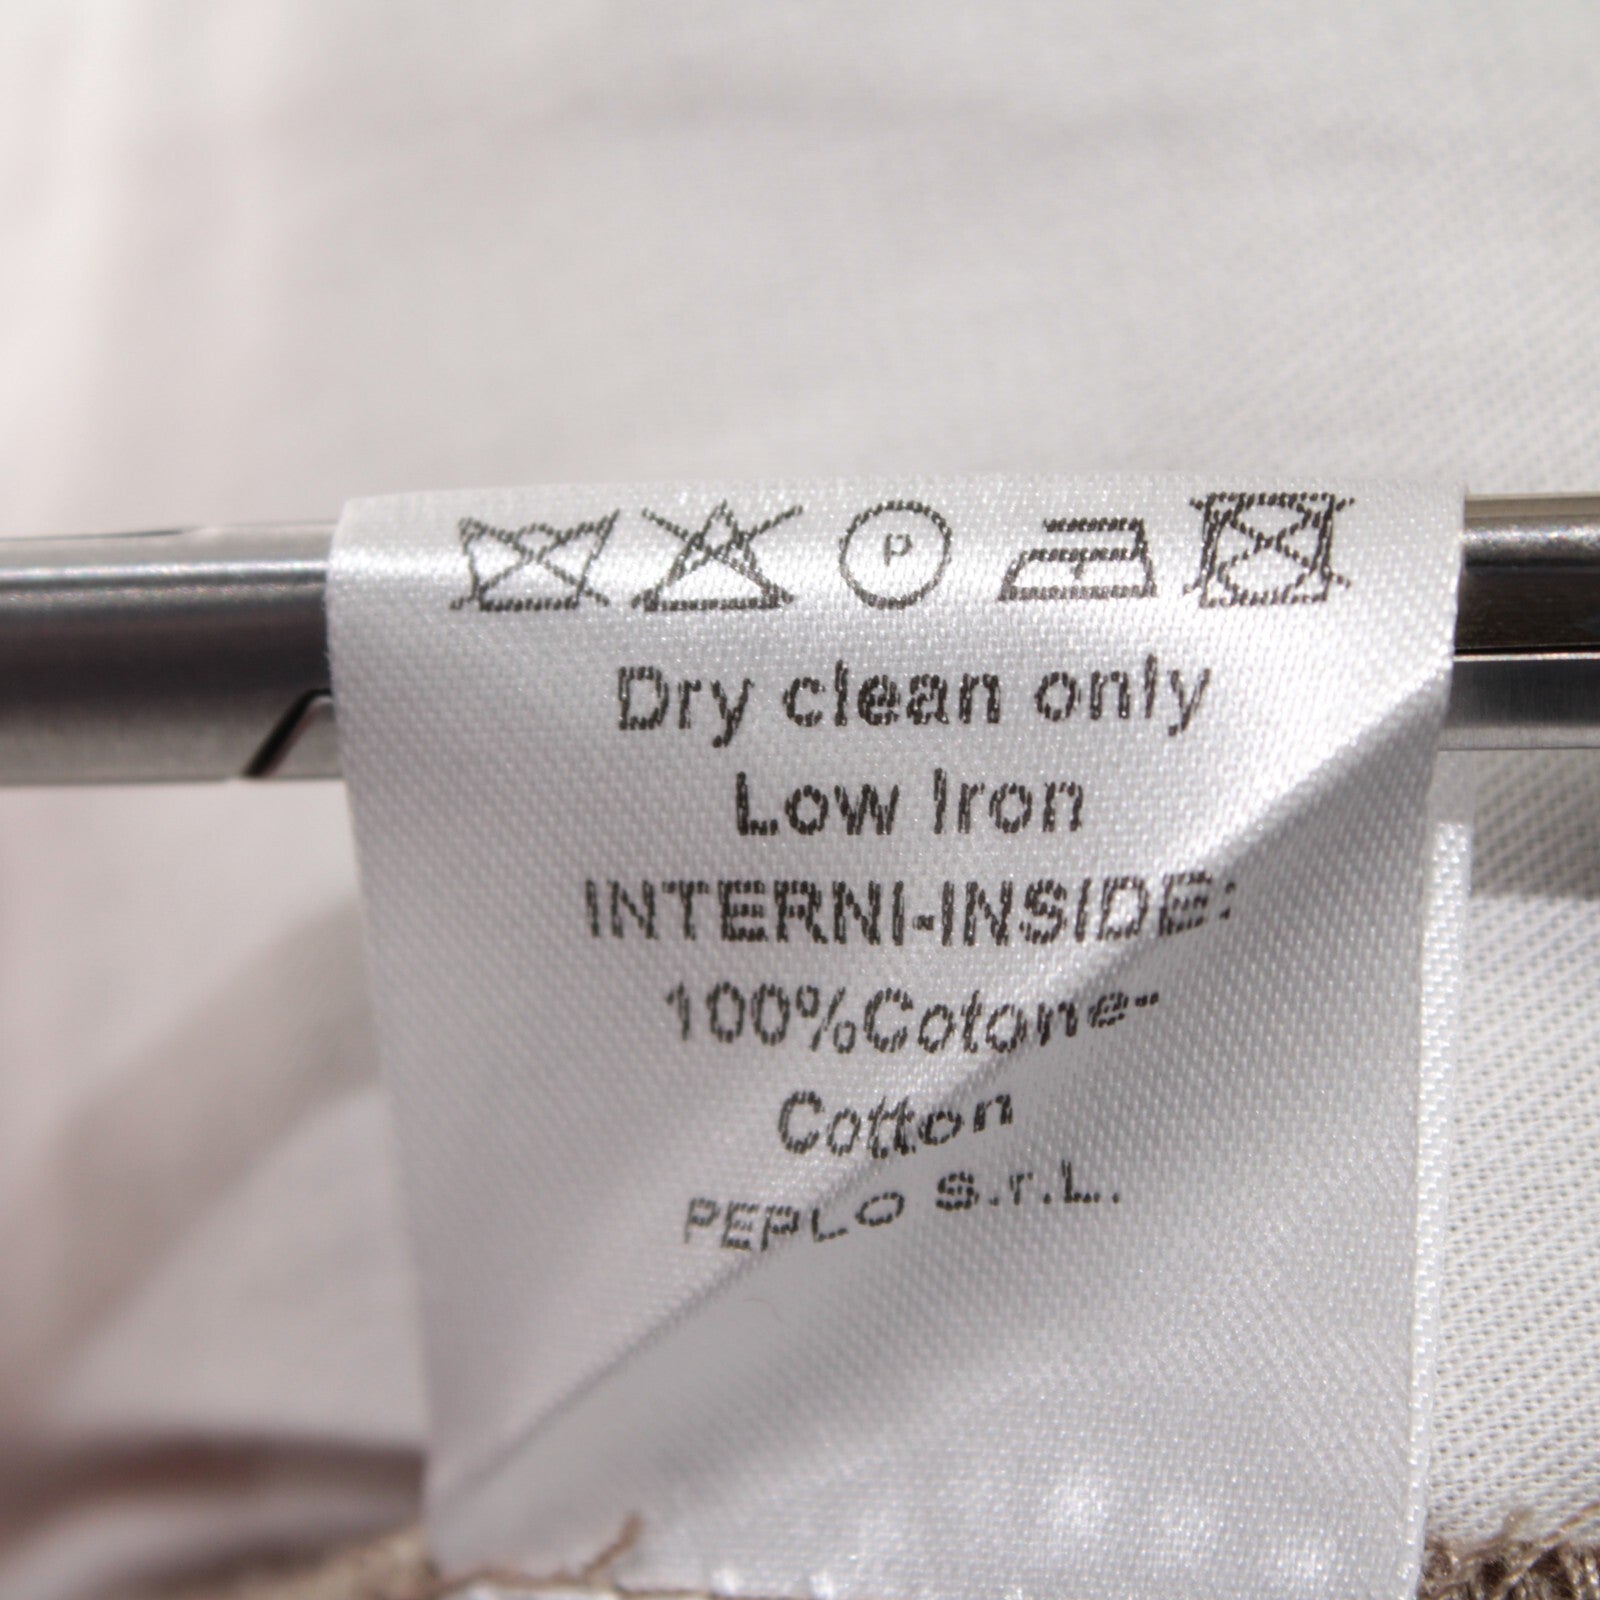 P
Dry clean only
Low Iron
INTERNI-INSIDE:
100%Cotone-
Cotton
PEPLO S.r.L.